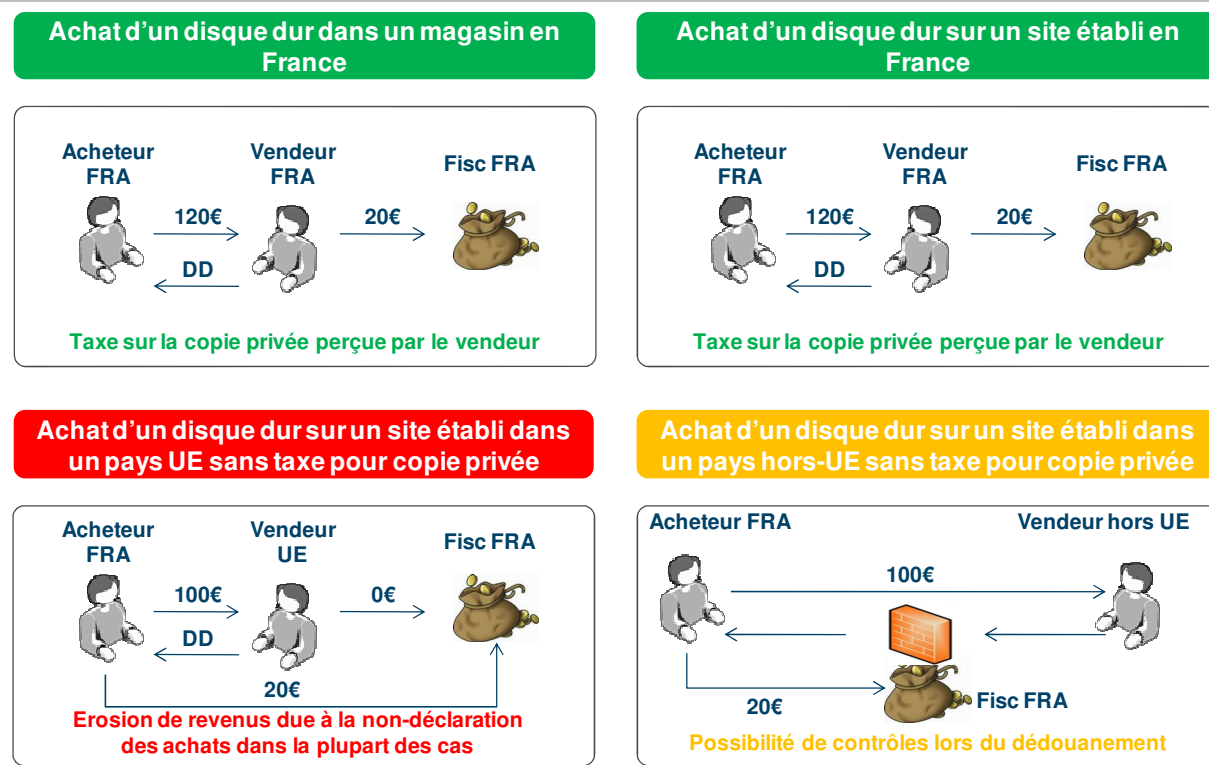 Achat d'un disque dur dans un magasin en
France
Acheteur
FRA
Vendeur
FRA
Fisc FRA
120€
20€
DD
Taxe sur la copie privée perçue par le vendeur
Achat d'un disque dur sur un site établi en
France
Acheteur
FRA
Vendeur
FRA
Fisc FRA
120€
20€
DD
Taxe sur la copie privée perçue par le vendeur
Achat d'un disque dur sur un site établi dans
un pays UE sans taxe pour copie privée
Acheteur
FRA
Vendeur
UE
Fisc FRA
100€
0€
DD
20€
Erosion de revenus due à la non-déclaration
des achats dans la plupart des cas
Achat d'un disque dur sur un site établi dans
un pays hors-UE sans taxe pour copie privée
Acheteur FRA
Vendeur hors UE
100€
20€
Fisc FRA
Possibilité de contrôles lors du dédouanement